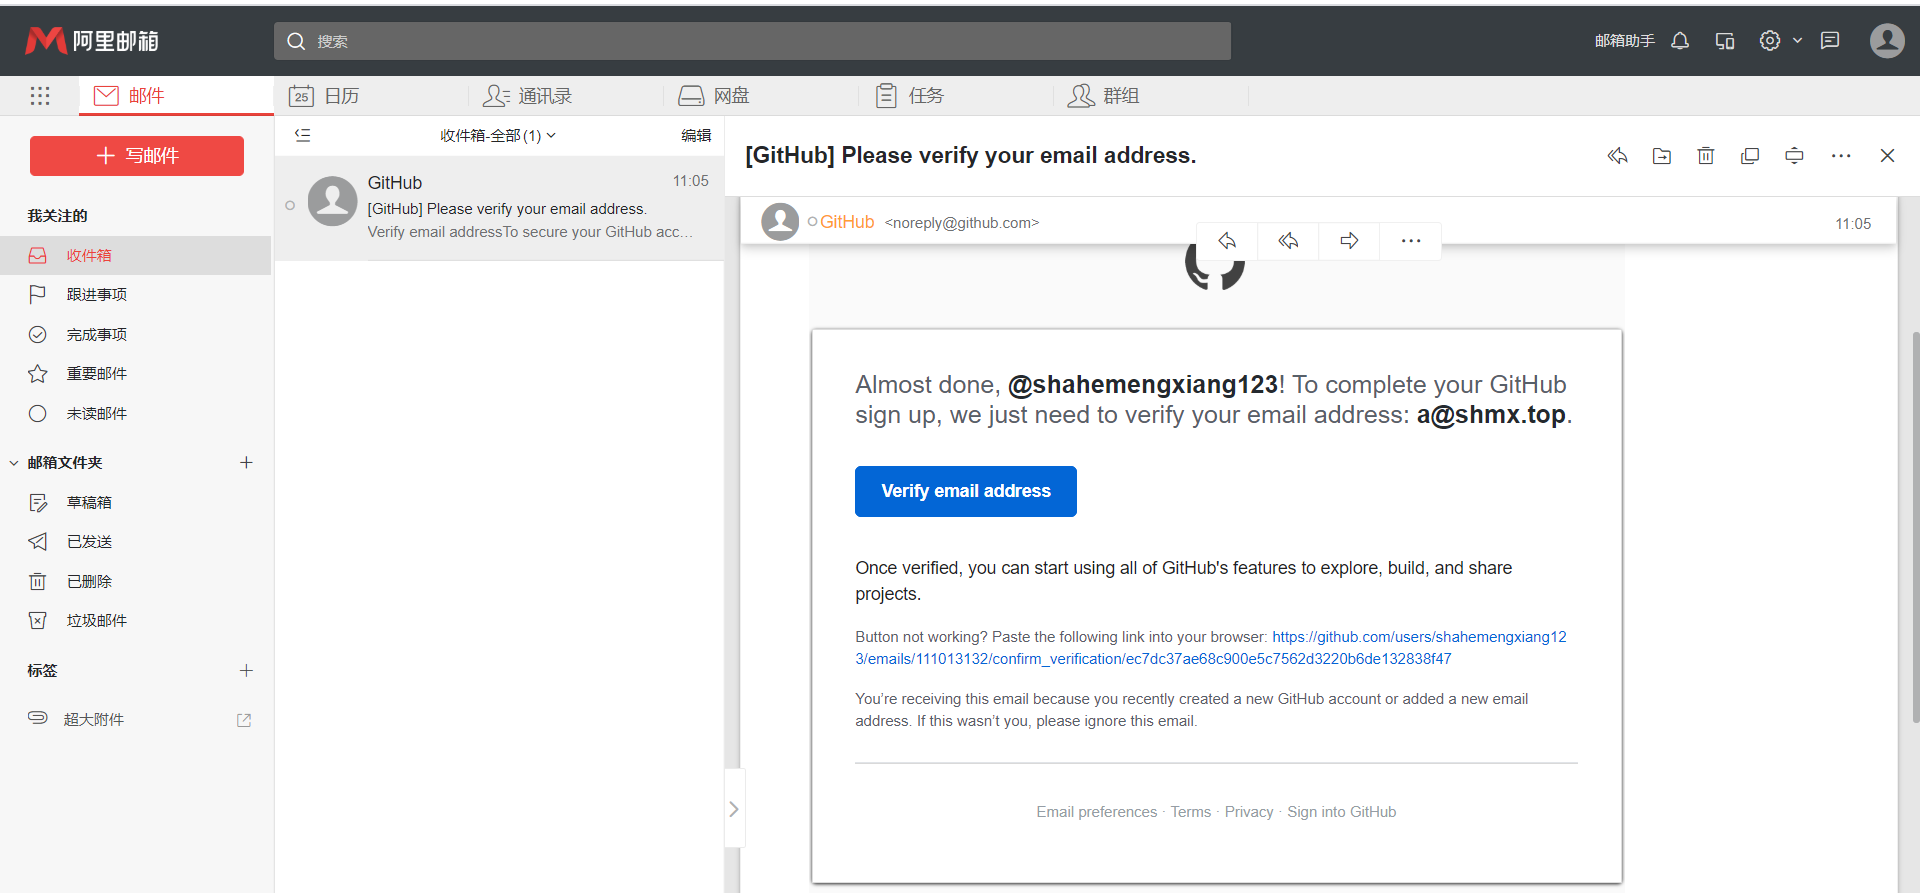 阿里邮箱
搜索
邮箱助手
邮件
25
日历
通讯录
网盘
任务
群组
写邮件
我关注的
收件箱
跟进事项
完成事项
重要邮件
未读邮件
邮箱文件夹
草稿箱
已发送
已删除
垃圾邮件
标签
超大附件
收件箱-全部(1)
编辑
GitHub
11:05
[GitHub] Please verify your email address.
Verify email addressTo secure your GitHub acc...
[GitHub] Please verify your email address.
GitHub <noreply@github.com>
11:05
Almost done, @shahemengxiang123! To complete your GitHub
sign up, we just need to verify your email address: a@shmx.top.
Verify email address
Once verified, you can start using all of GitHub's features to explore, build, and share
projects.
Button not working? Paste the following link into your browser: https://github.com/users/shahemengxiang12
3/emails/111013132/confirm_verification/ec7dc37ae68c900e5c7562d3220b6de132838f47
You’re receiving this email because you recently created a new GitHub account or added a new email
address. If this wasn’t you, please ignore this email.
Email preferences · Terms · Privacy · Sign into GitHub